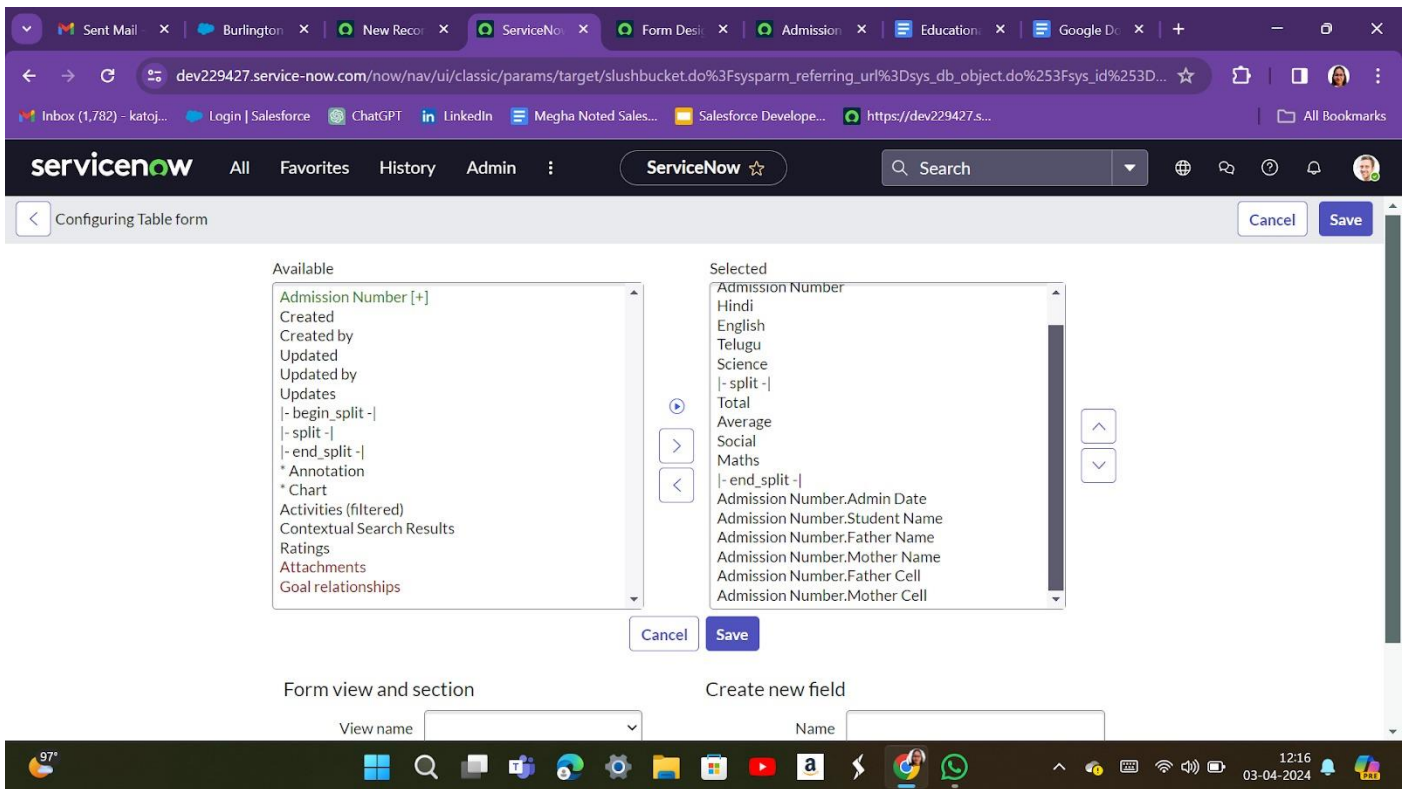 Sent Mail
Burlington
New Recor
ServiceNov
Form Desig
Admission
Education
Google Do
dev229427.service-now.com/now/nav/ui/classic/params/target/slushbucket.do%3Fsysparm_referring_url%3Dsys_db_object.do%253Fsys_id%253D...
Inbox (1,782) - katoj...
Login | Salesforce
ChatGPT
in LinkedIn
Megha Noted Sales...
Salesforce Develope...
https://dev229427.s...
All Bookmarks
servicenow
All
Favorites
History
Admin
ServiceNow
Search
Configuring Table form
Cancel
Save
Available
Admission Number [+]
Created
Created by
Updated
Updated by
Updates
|- begin_split -|
|- split -|
|- end_split -|
* Annotation
* Chart
Activities (filtered)
Contextual Search Results
Ratings
Attachments
Goal relationships
Selected
Admission Number
Hindi
English
Telugu
Science
|- split -|
Total
Average
Social
Maths
|- end_split -|
Admission Number.Admin Date
Admission Number.Student Name
Admission Number.Father Name
Admission Number.Mother Name
Admission Number.Father Cell
Admission Number.Mother Cell
Cancel
Save
Form view and section
View name
Create new field
Name
97°
12:16
03-04-2024
PRE